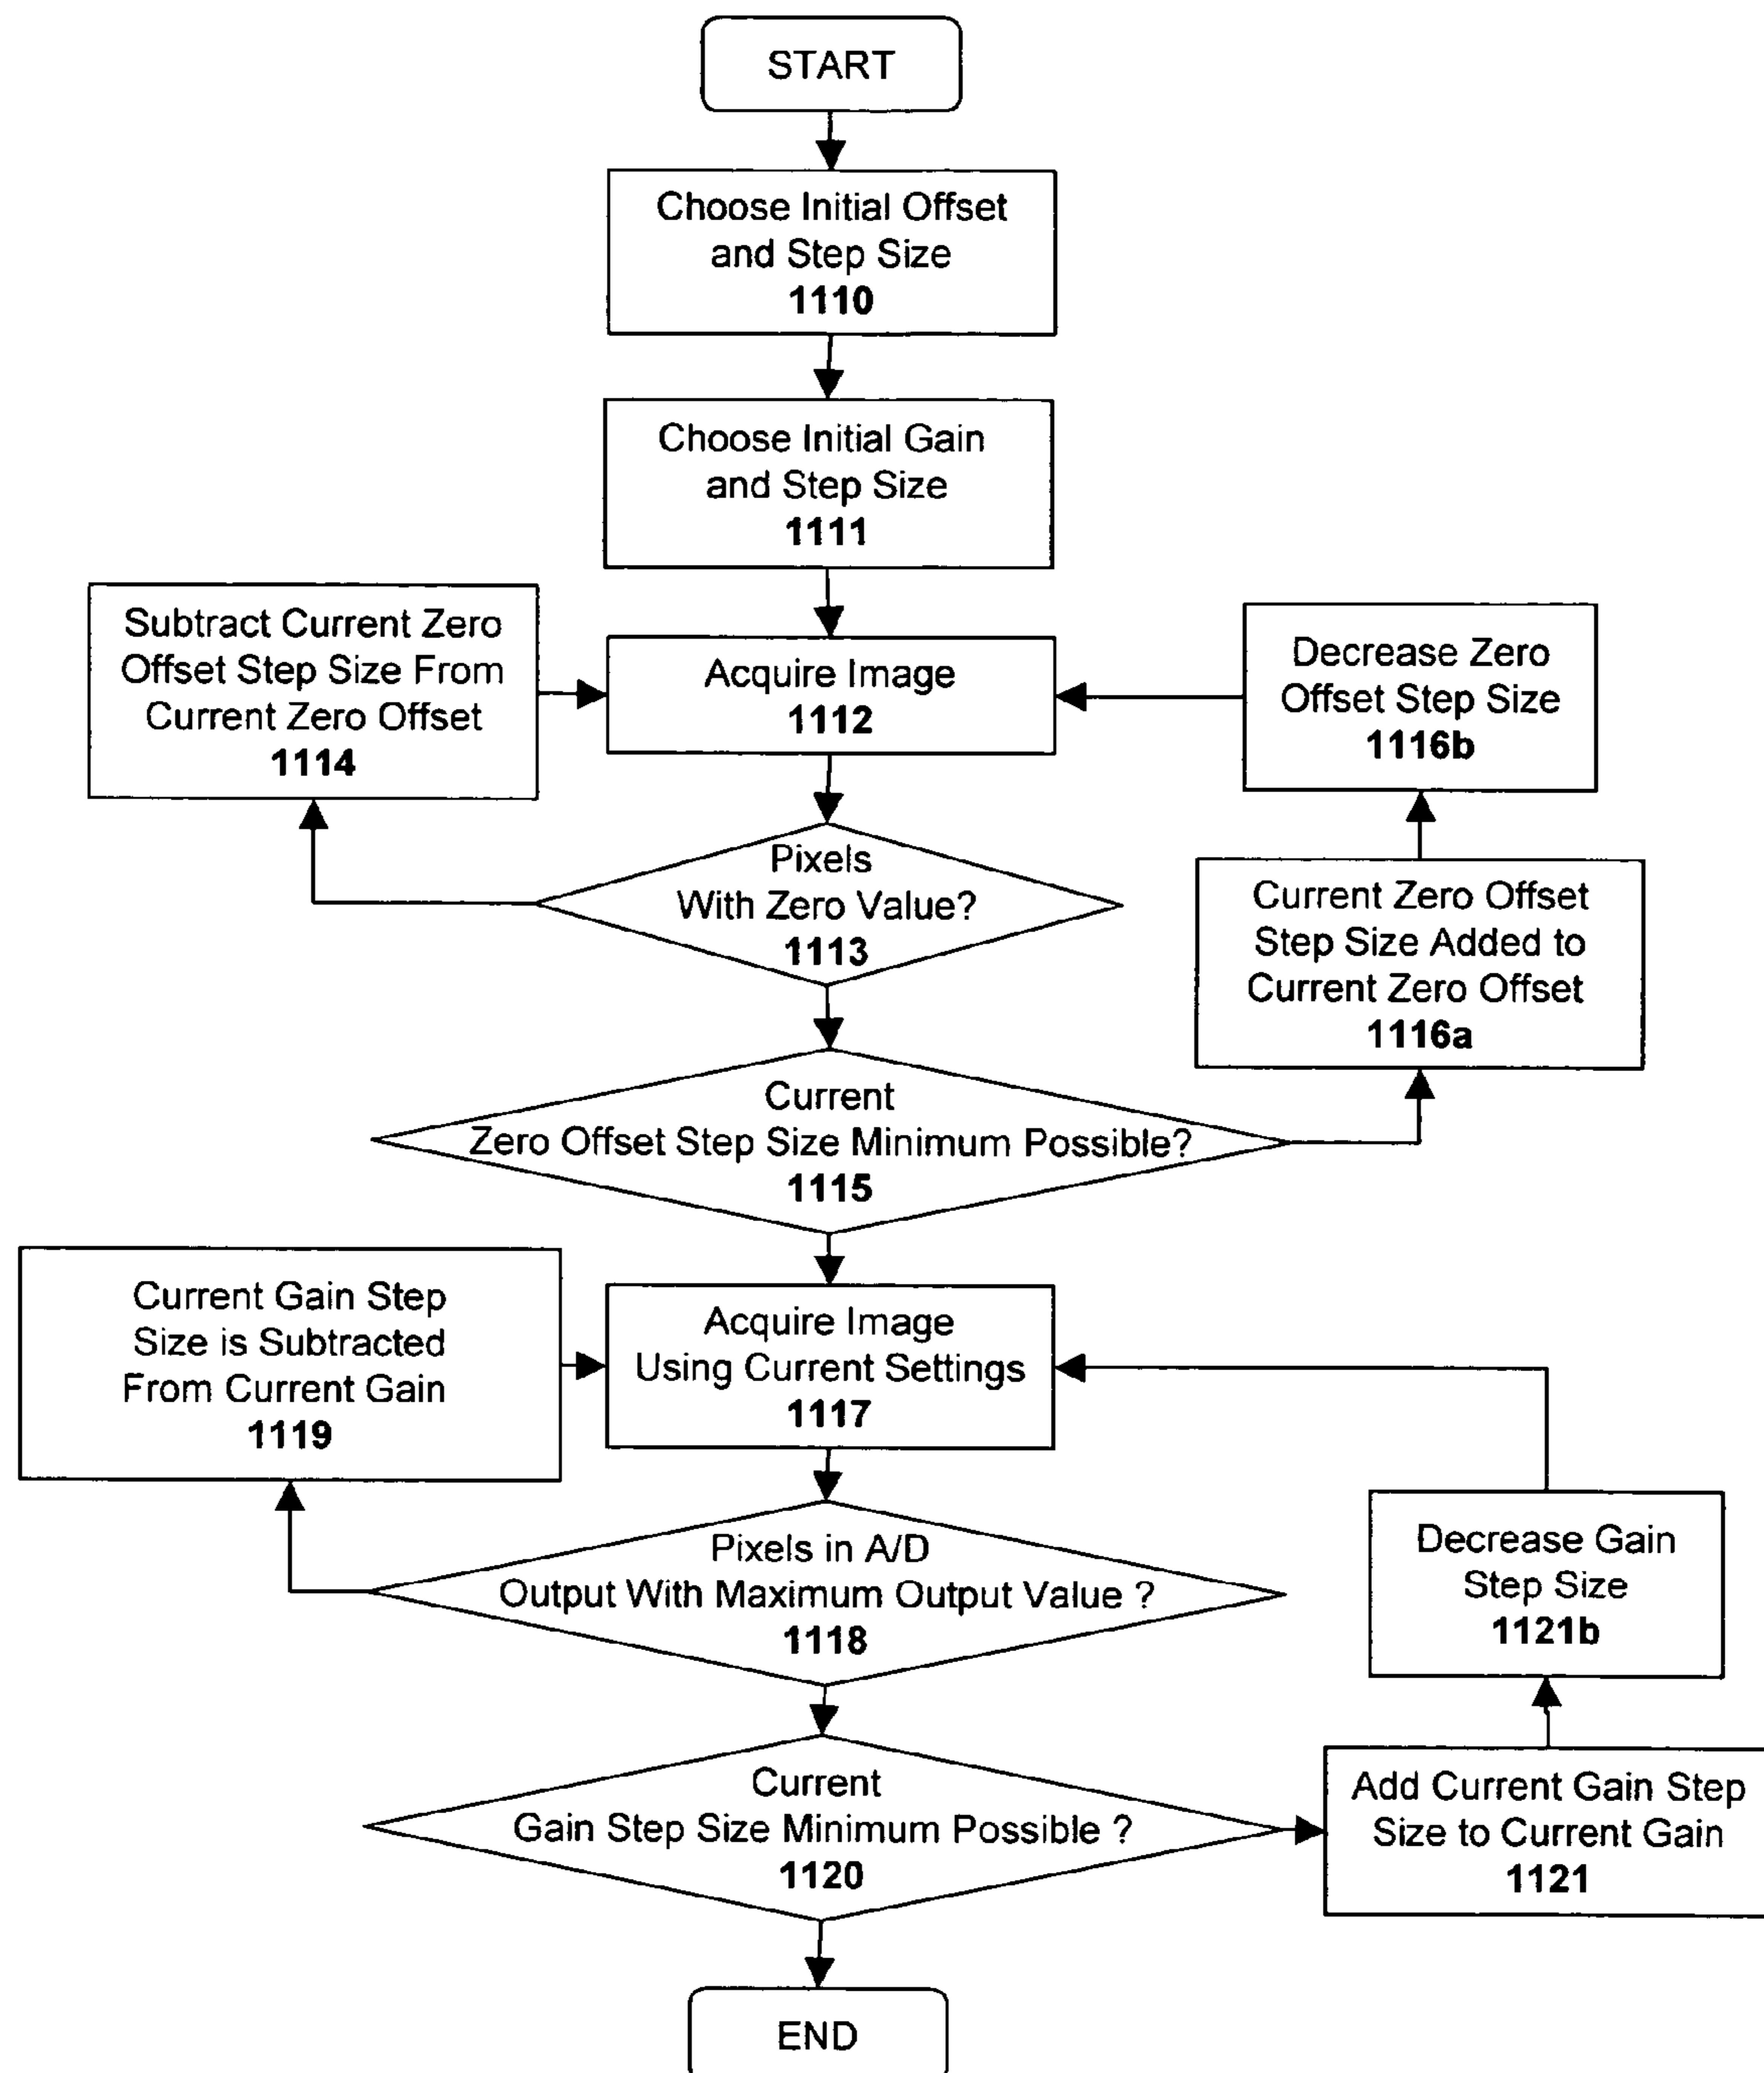 START
Choose Initial Offset
and Step Size
1110
Choose Initial Gain
and Step Size
1111
Subtract Current Zero
Offset Step Size From
Current Zero Offset
1114
Acquire Image
1112
Decrease Zero
Offset Step Size
1116b
Pixels
With Zero Value?
1113
Current Zero Offset
Step Size Added to
Current Zero Offset
1116a
Current
Zero Offset Step Size Minimum Possible?
1115
Current Gain Step
Size is Subtracted
From Current Gain
1119
Acquire Image
Using Current Settings
1117
Pixels in A/D
Output With Maximum Output Value ?
1118
Decrease Gain
Step Size
1121b
Current
Gain Step Size Minimum Possible ?
1120
Add Current Gain Step
Size to Current Gain
1121
END